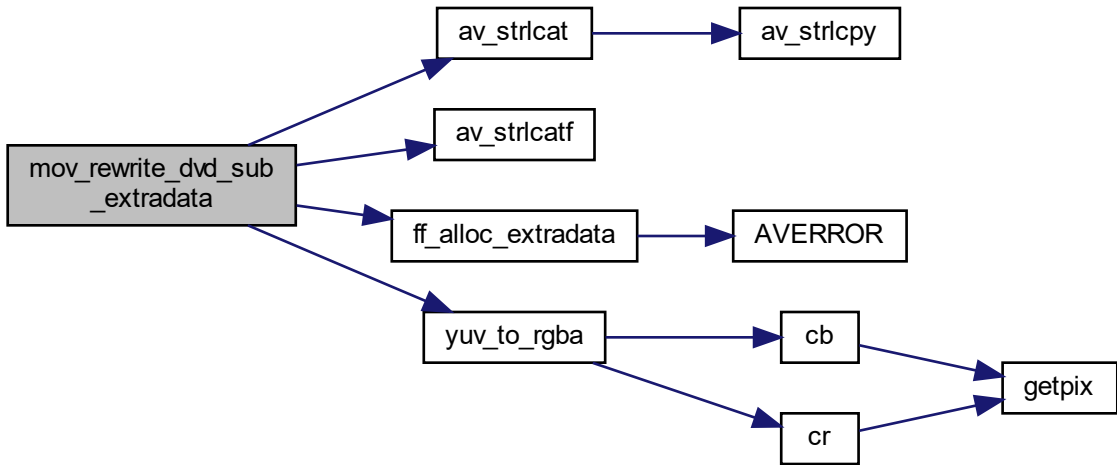 av_strlcat
av_strlcpy
av_strlcatf
mov_rewrite_dvd_sub
_extradata
ff_alloc_extradata
AVERROR
yuv_to_rgba
cb
getpix
cr